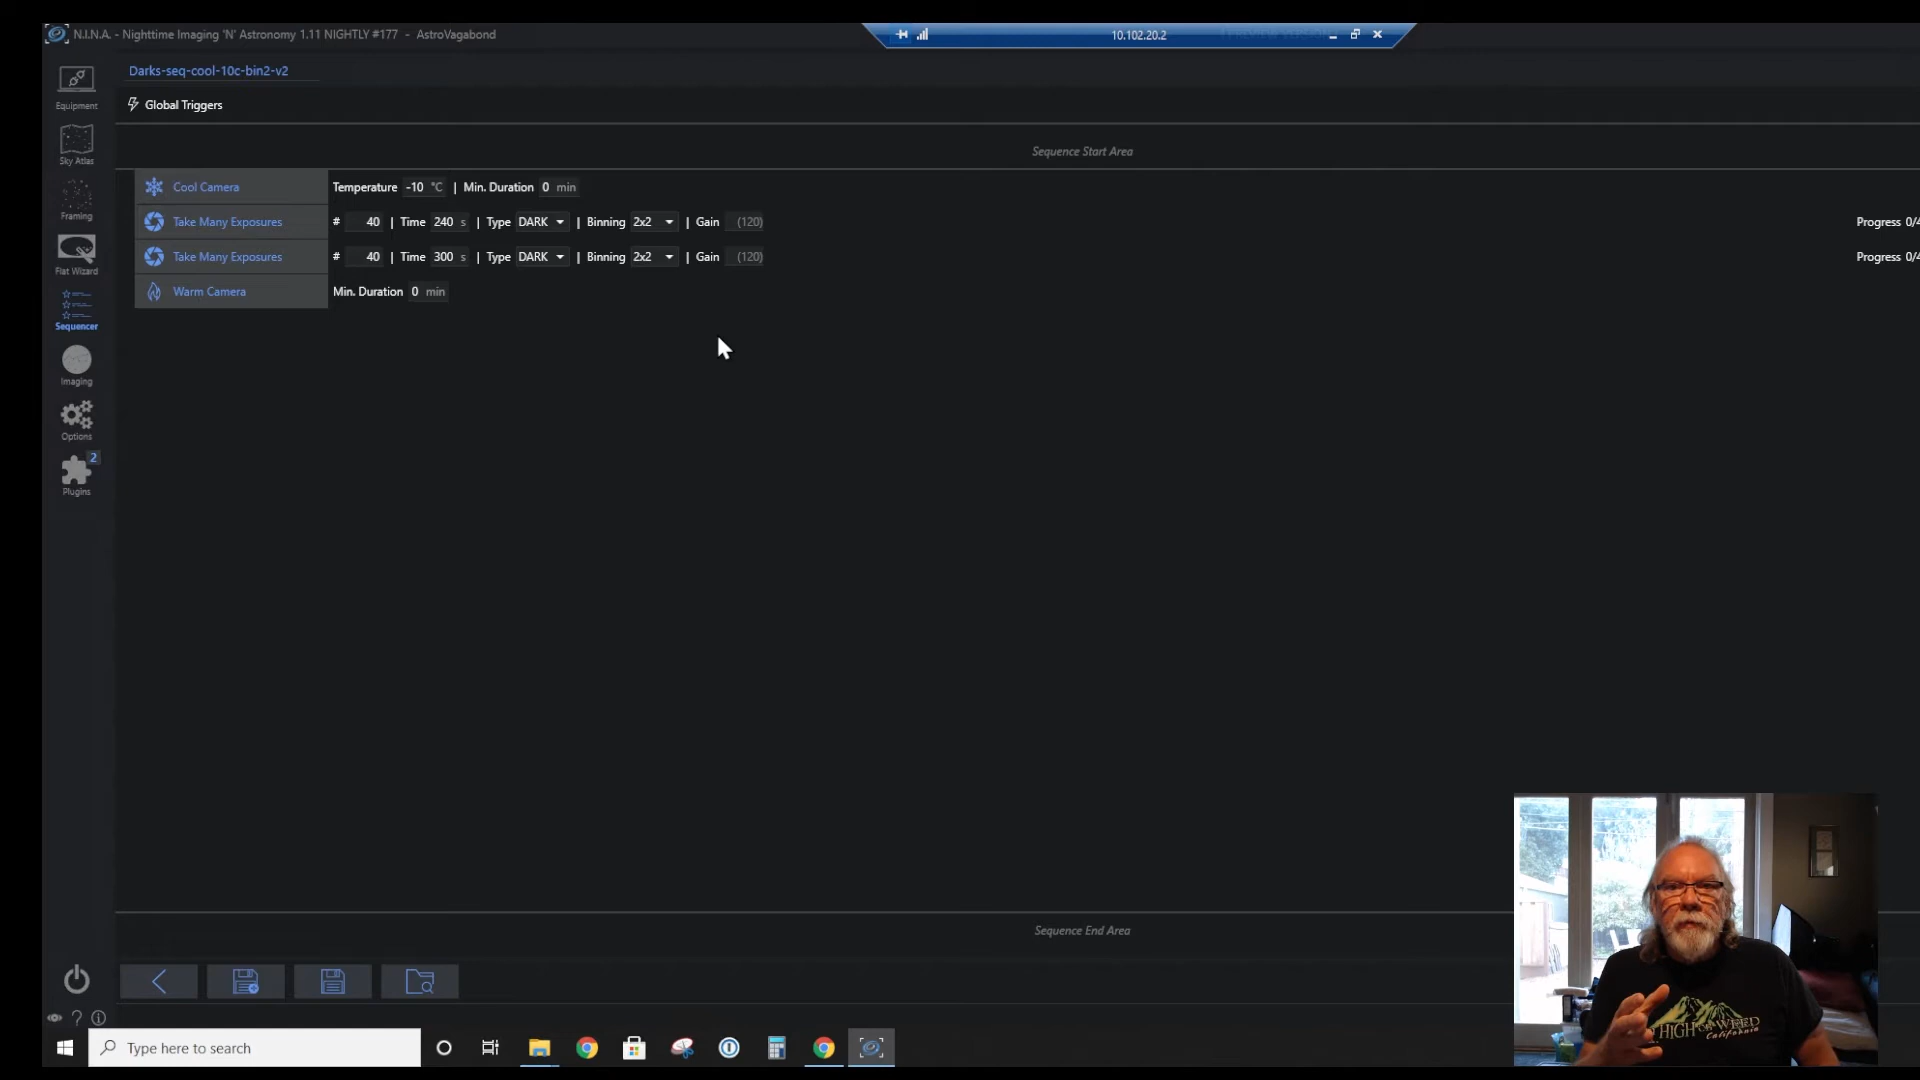 N.I.N.A. - Nighttime Imaging 'N' Astronomy 1.11 NIGHTLY #177 - AstroVagabond
10.102.20.2
Darks-seq-cool-10c-bin2-v2
Global Triggers
Sequence Start Area
Cool Camera Temperature -10 °C | Min. Duration 0 min
Take Many Exposures # 40 | Time 240 s | Type DARK | Binning 2x2 | Gain (120) Progress 0/4
Take Many Exposures # 40 | Time 300 s | Type DARK | Binning 2x2 | Gain (120) Progress 0/4
Warm Camera Min. Duration 0 min
Equipment
Sky Atlas
Framing
Flat Wizard
Sequencer
Imaging
Options
2
Plugins
Sequence End Area
Type here to search
HIGH WEED
California